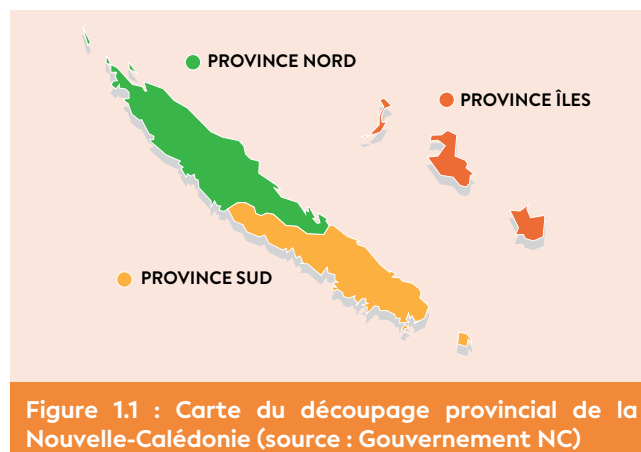 PROVINCE NORD
PROVINCE ÎLES
PROVINCE SUD
Figure 1.1 : Carte du découpage provincial de la
Nouvelle-Calédonie (source : Gouvernement NC)